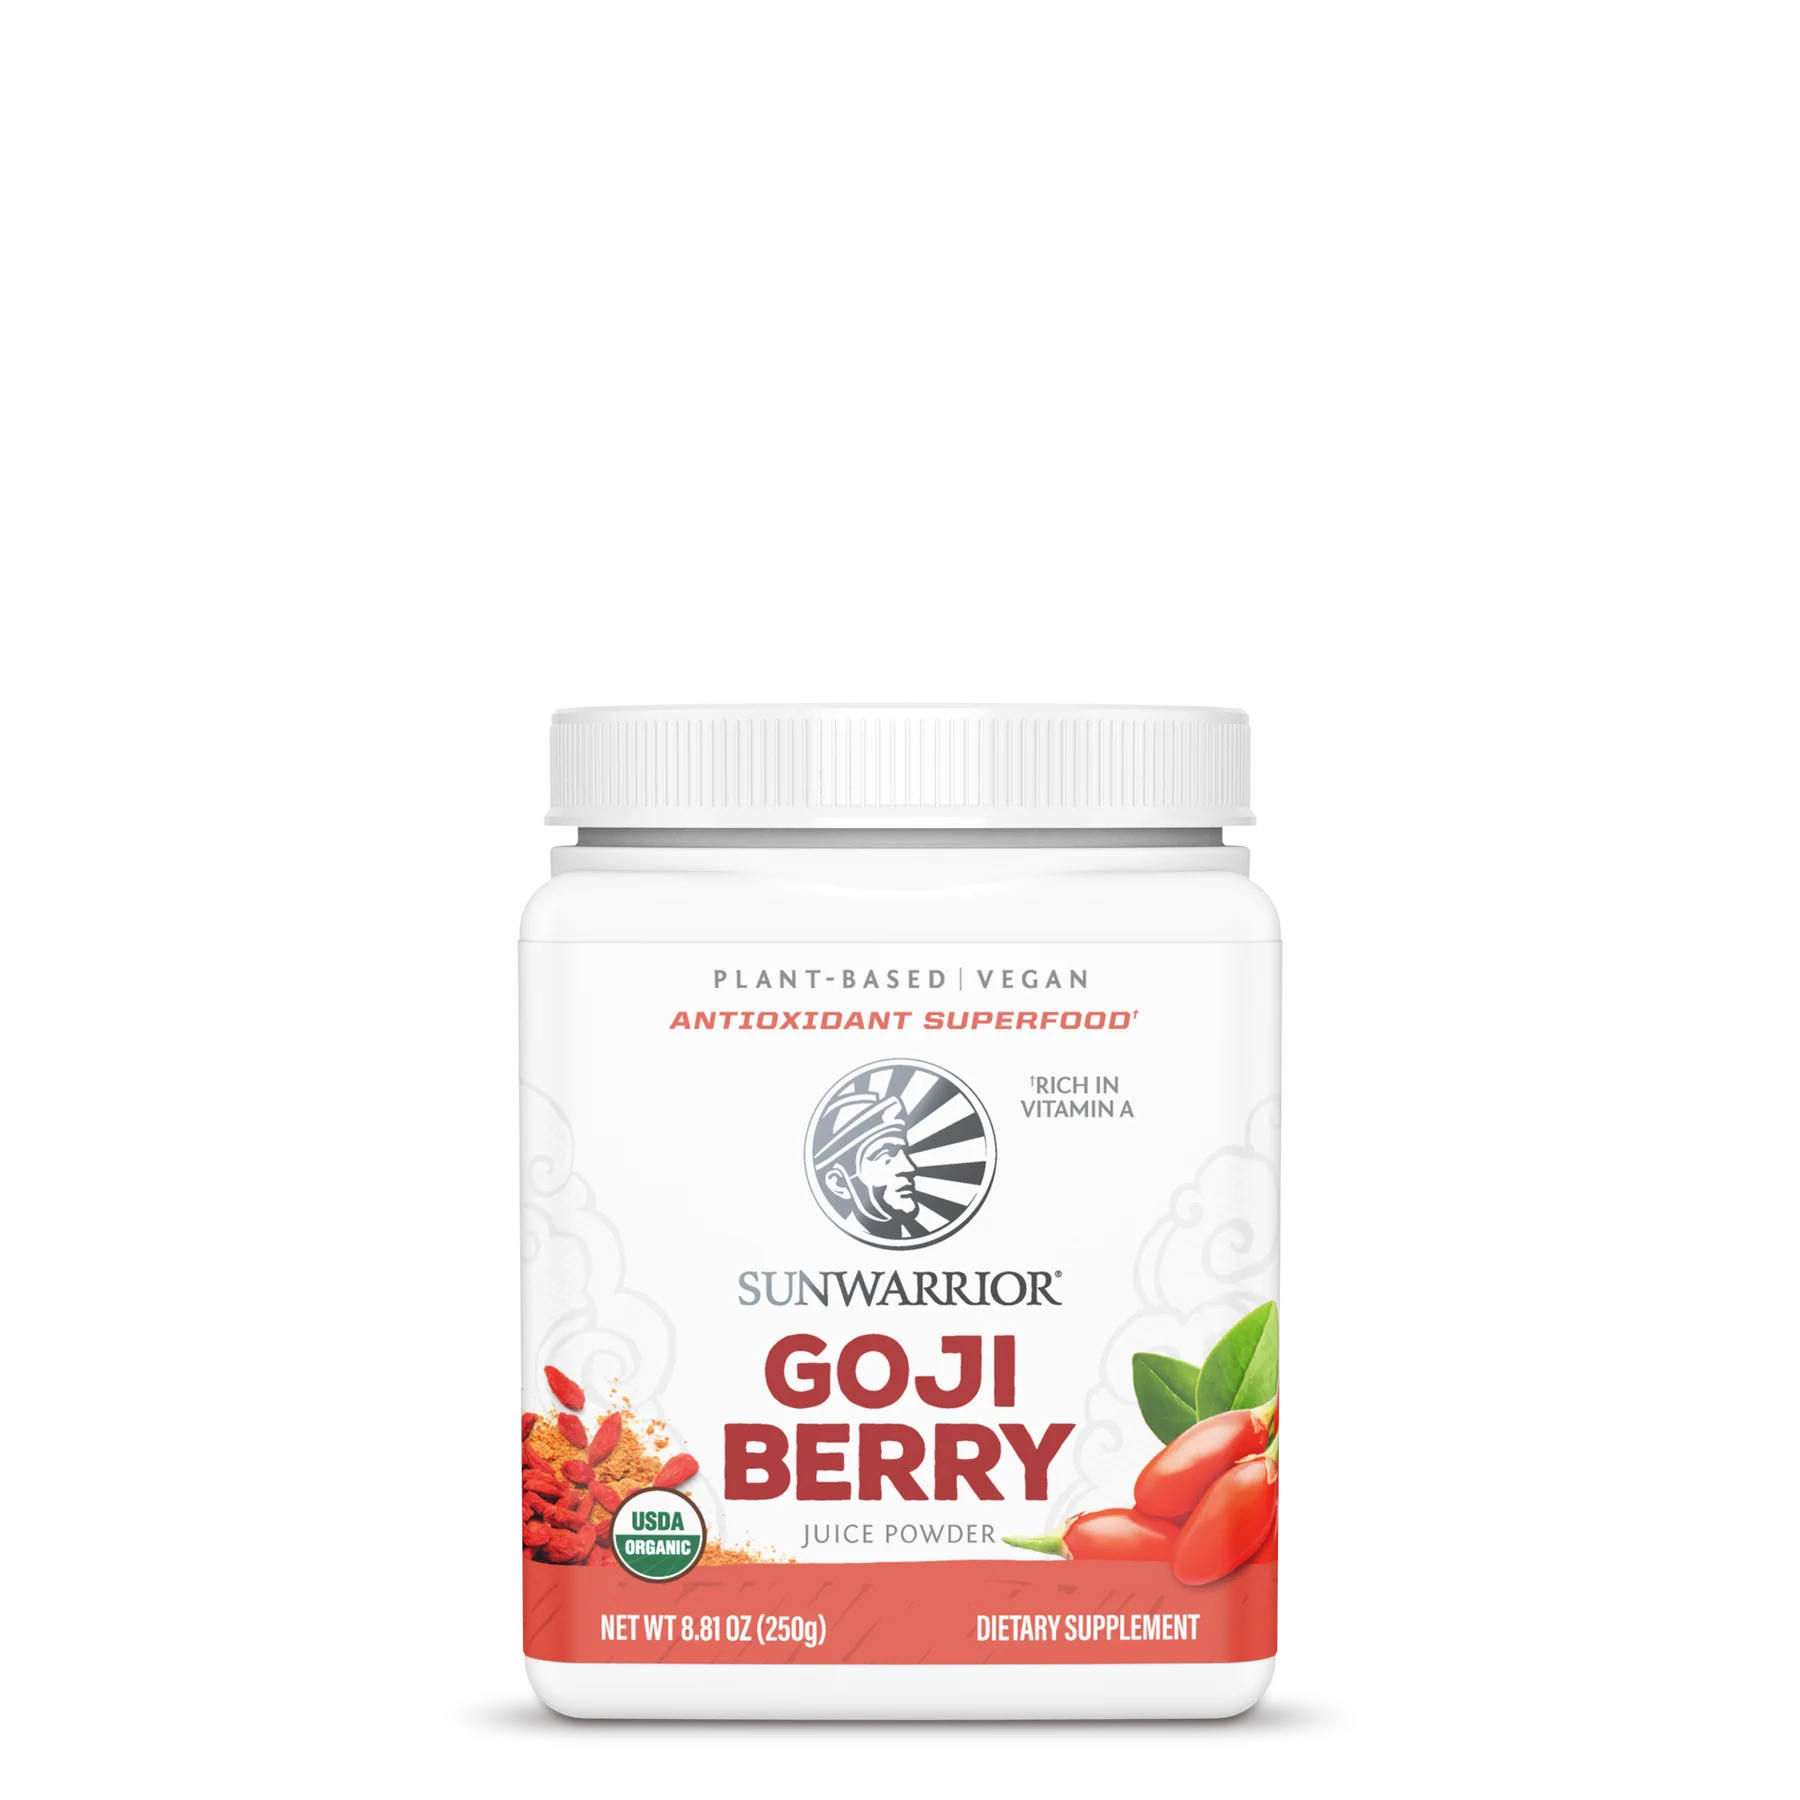 PLANT-BASED | VEGAN
ANTIOXIDANT SUPERFOOD†
†RICH IN
VITAMIN A
SUNWARRIOR®
GOJI
BERRY
JUICE POWDER
USDA
ORGANIC
NET WT 8.81 OZ (250g)
DIETARY SUPPLEMENT